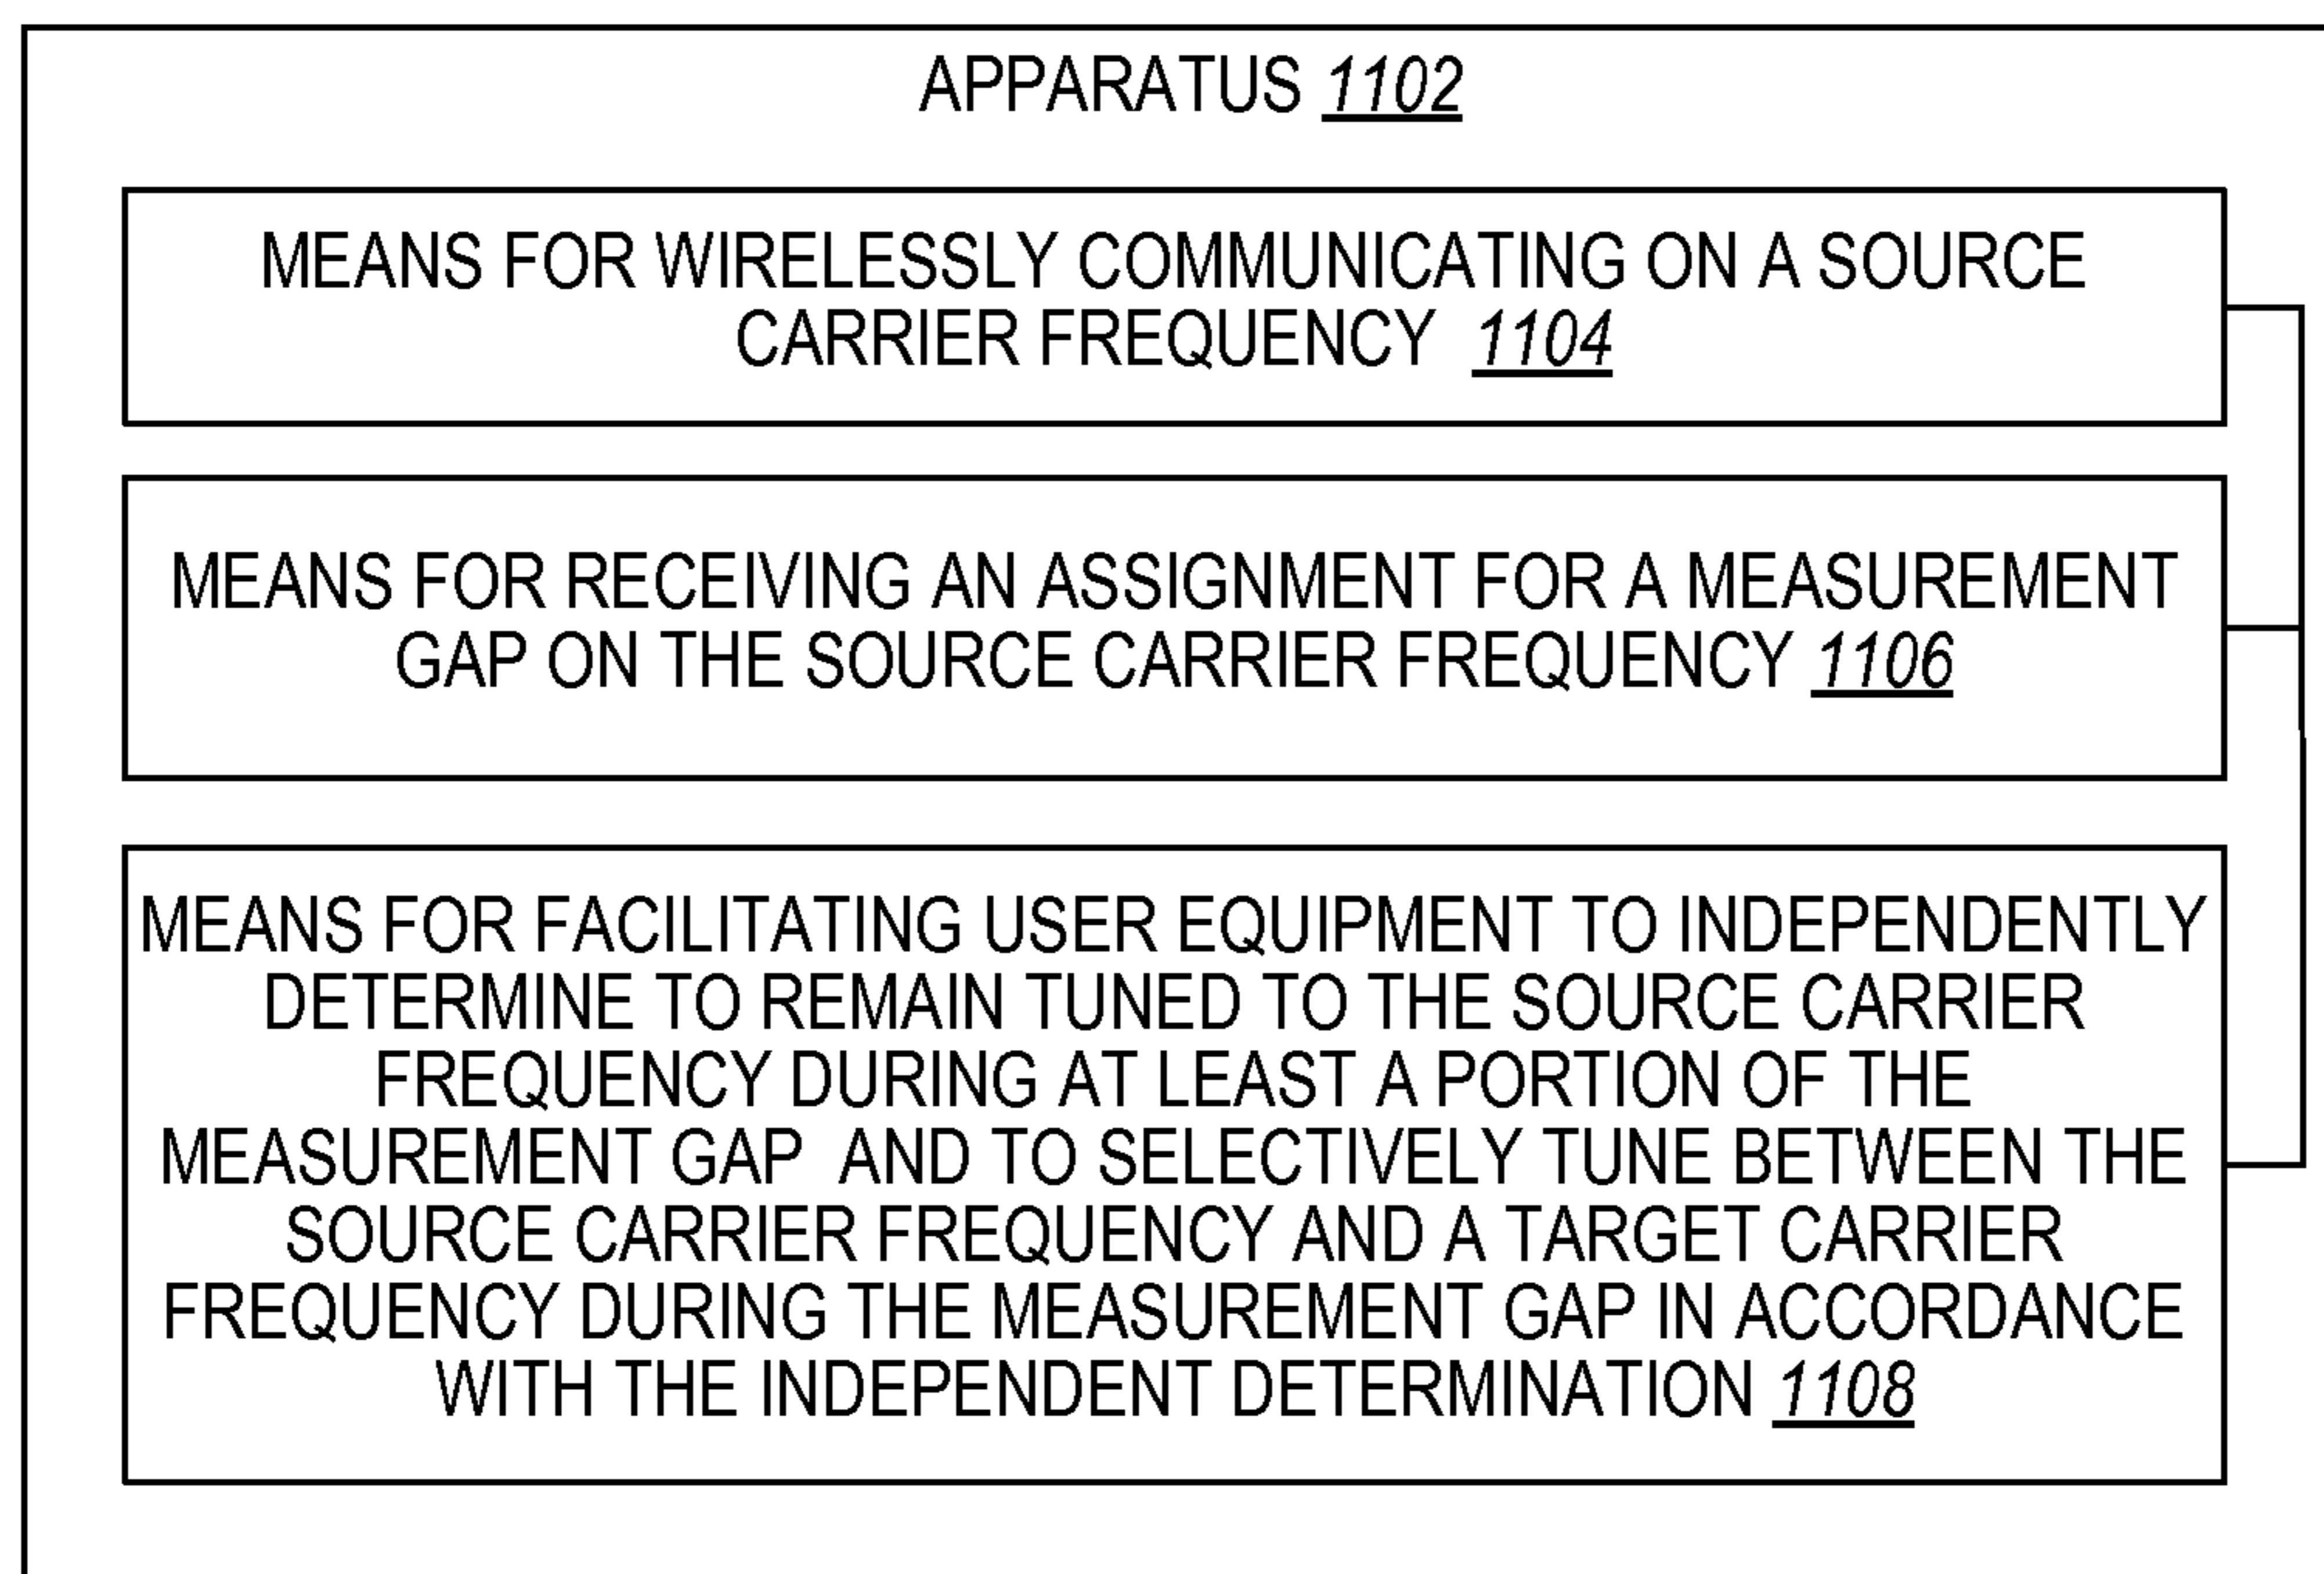 APPARATUS 1102
MEANS FOR WIRELESSLY COMMUNICATING ON A SOURCE
CARRIER FREQUENCY 1104
MEANS FOR RECEIVING AN ASSIGNMENT FOR A MEASUREMENT
GAP ON THE SOURCE CARRIER FREQUENCY 1106
MEANS FOR FACILITATING USER EQUIPMENT TO INDEPENDENTLY
DETERMINE TO REMAIN TUNED TO THE SOURCE CARRIER
FREQUENCY DURING AT LEAST A PORTION OF THE
MEASUREMENT GAP AND TO SELECTIVELY TUNE BETWEEN THE
SOURCE CARRIER FREQUENCY AND A TARGET CARRIER
FREQUENCY DURING THE MEASUREMENT GAP IN ACCORDANCE
WITH THE INDEPENDENT DETERMINATION 1108